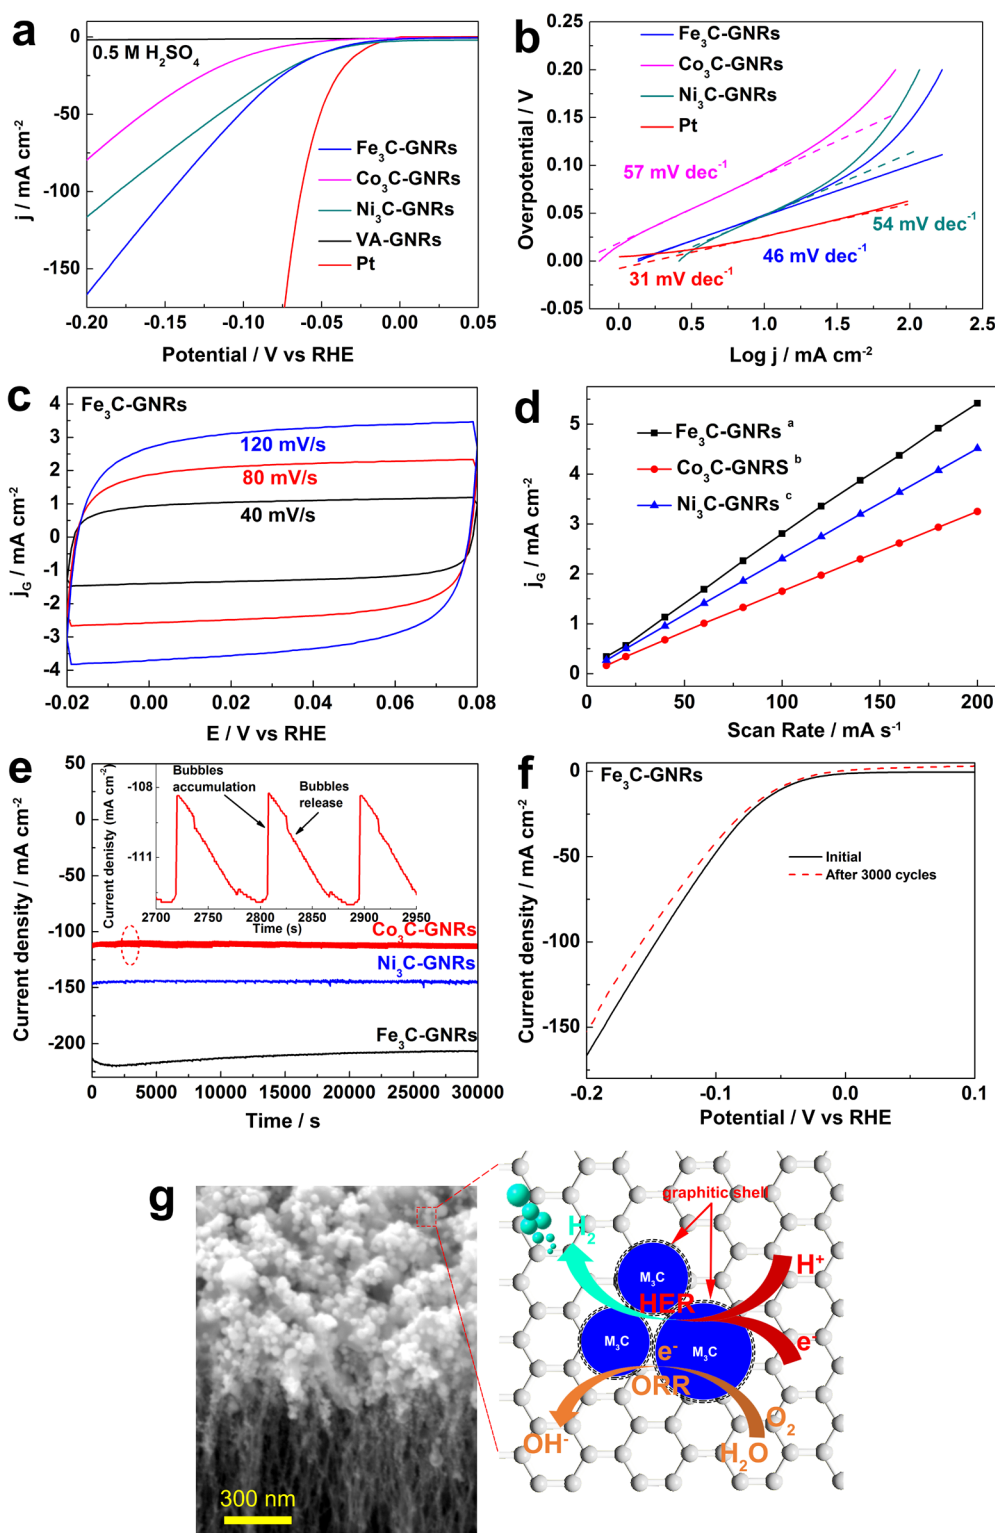 a
0
-50
-100
-150
j / mA cm-2
0.5 M H2SO4
Fe3C-GNRs
Co3C-GNRs
Ni3C-GNRs
VA-GNRs
Pt
-0.20 -0.15 -0.10 -0.05 0.00 0.05
Potential / V vs RHE
b
Fe3C-GNRs
Co3C-GNRs
Ni3C-GNRs
Pt
0.20
0.15
0.10
0.05
0.00
-0.05
Overpotential / V
57 mV dec-1
54 mV dec-1
46 mV dec-1
31 mV dec-1
0.0 0.5 1.0 1.5 2.0 2.5
Log j / mA cm-2
c
Fe3C-GNRs
4
3
2
1
0
-1
-2
-3
-4
jG / mA cm-2
120 mV/s
80 mV/s
40 mV/s
-0.02 0.00 0.02 0.04 0.06 0.08
E / V vs RHE
d
5
4
3
2
1
0
jG / mA cm-2
Fe3C-GNRs a
Co3C-GNRS b
Ni3C-GNRs c
0 50 100 150 200
Scan Rate / mA s-1
e
50
0
-50
-100
-150
-200
Current density / mA cm-2
Current denisty (mA cm-2)
-108
-111
Bubbles
accumulation
Bubbles
release
2700 2750 2800 2850 2900 2950
Time (s)
Co3C-GNRs
Ni3C-GNRs
Fe3C-GNRs
0 5000 10000 15000 20000 25000 30000
Time / s
f
Fe3C-GNRs
0
-50
-100
-150
Current density / mA cm-2
Initial
After 3000 cycles
-0.2 -0.1 0.0 0.1
Potential / V vs RHE
g
300 nm
graphitic shell
H2
M3C
H+
HER
M3C
M3C
e-
e-
ORR
O2
OH-
H2O